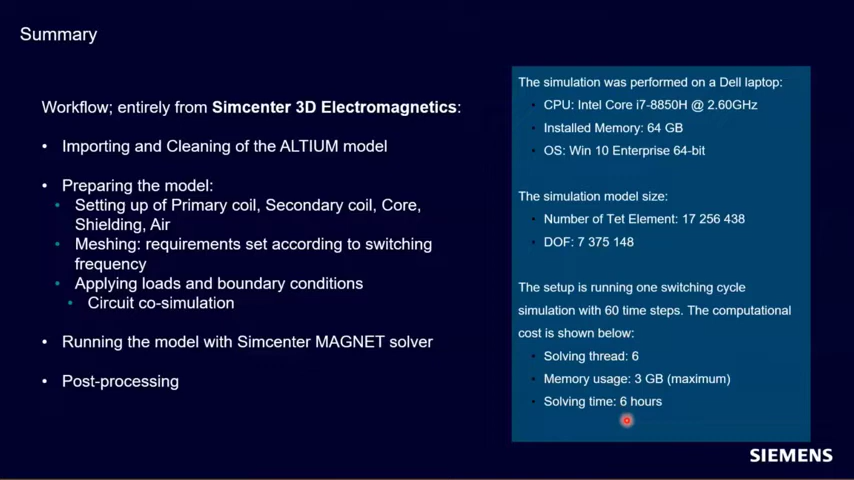 Summary
Workflow; entirely from Simcenter 3D Electromagnetics:
• Importing and Cleaning of the ALTIUM model
• Preparing the model:
• Setting up of Primary coil, Secondary coil, Core,
Shielding, Air
• Meshing: requirements set according to switching
frequency
• Applying loads and boundary conditions
• Circuit co-simulation
• Running the model with Simcenter MAGNET solver
• Post-processing
The simulation was performed on a Dell laptop:
• CPU: Intel Core i7-8850H @ 2.60GHz
• Installed Memory: 64 GB
• OS: Win 10 Enterprise 64-bit
The simulation model size:
• Number of Tet Element: 17 256 438
• DOF: 7 375 148
The setup is running one switching cycle
simulation with 60 time steps. The computational
cost is shown below:
• Solving thread: 6
• Memory usage: 3 GB (maximum)
• Solving time: 6 hours
SIEMENS